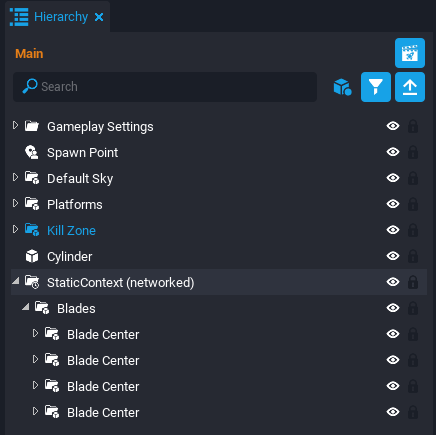 Hierarchy
Main
Search
Gameplay Settings
Spawn Point
Default Sky
Platforms
Kill Zone
Cylinder
StaticContext (networked)
Blades
Blade Center
Blade Center
Blade Center
Blade Center